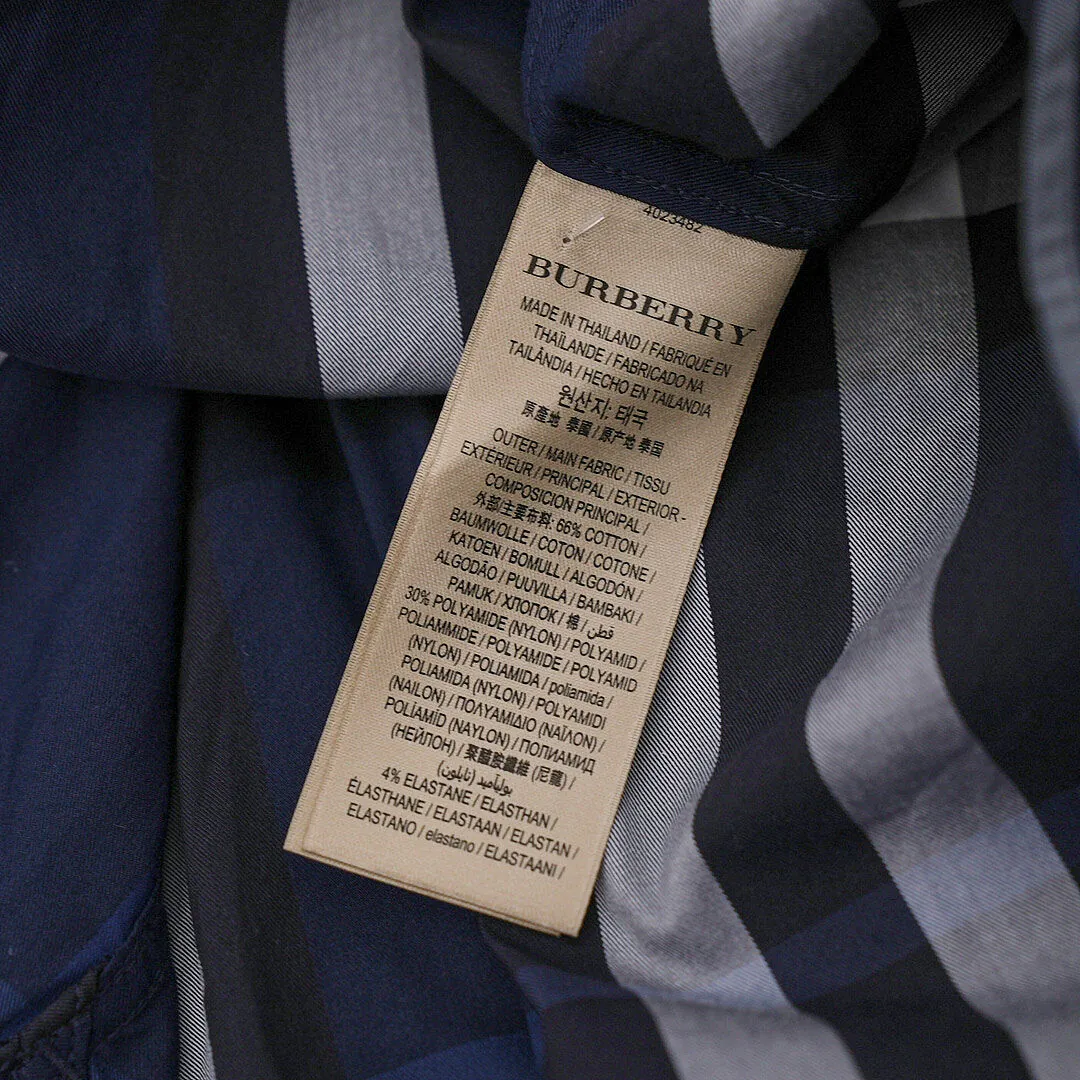 4023482
BURBERRY
MADE IN THAILAND / FABRIQUÉ EN
THAÏLANDE / FABRICADO NA
TAILÂNDIA / HECHO EN TAILANDIA
원산지: 태국
原產地 泰國 / 原产地 泰国
OUTER / MAIN FABRIC / TISSU
EXTÉRIEUR / PRINCIPAL / EXTERIOR -
COMPOSICION PRINCIPAL /
外部/主要布料: 66% COTTON /
BAUMWOLLE / COTON / COTONE /
KATOEN / BOMULL / ALGODÓN /
ALGODÃO / PUUVILLA / BAMBAKI /
PAMUK / ХЛОПОК / 棉 / قطن /
30% POLYAMIDE (NYLON) / POLYAMID /
POLIAMMIDE / POLYAMIDE / POLYAMID
(NYLON) / POLIAMIDA / poliamida /
POLIAMIDA (NYLON) / POLYAMIDI
(NAILON) / ΠΟΛΥΑΜΙΔΙΟ (ΝΑΪΛΟΝ) /
POLÍAMÍD (NAYLON) / ПОЛИАМИД
(НЕЙЛОН) / 聚醯胺纖維 (尼龍) /
بولياميد (نايلون)
4% ELASTANE / ELASTHAN /
ÉLASTHANE / ELASTAAN / ELASTAN /
ELASTANO / elastano / ELASTAANI /